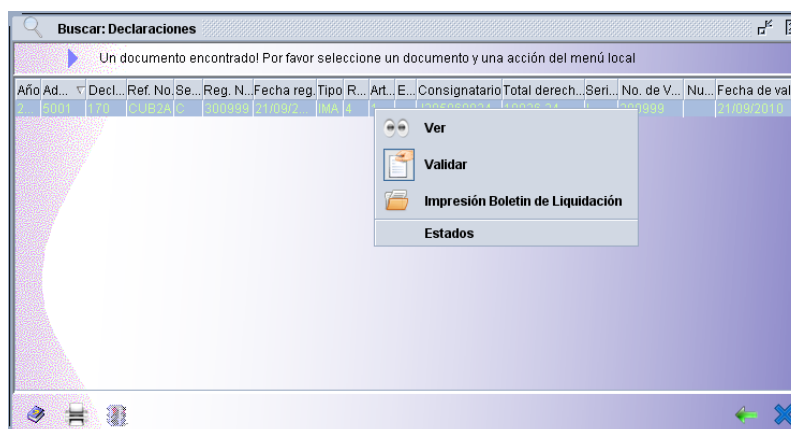 Buscar: Declaraciones
Un documento encontrado! Por favor seleccione un documento y una acción del menú local
Año Ad... Decl... Ref. No. Se... Reg. N... Fecha reg. Tipo R... Art... E... Consignatario Total derech... Seri... No. de V... Nu... Fecha de val
2... 5001 170 CUB2A C 300999 21/09/2... IMA 4 21/09/2010
Ver
Validar
Impresión Boletin de Liquidación
Estados